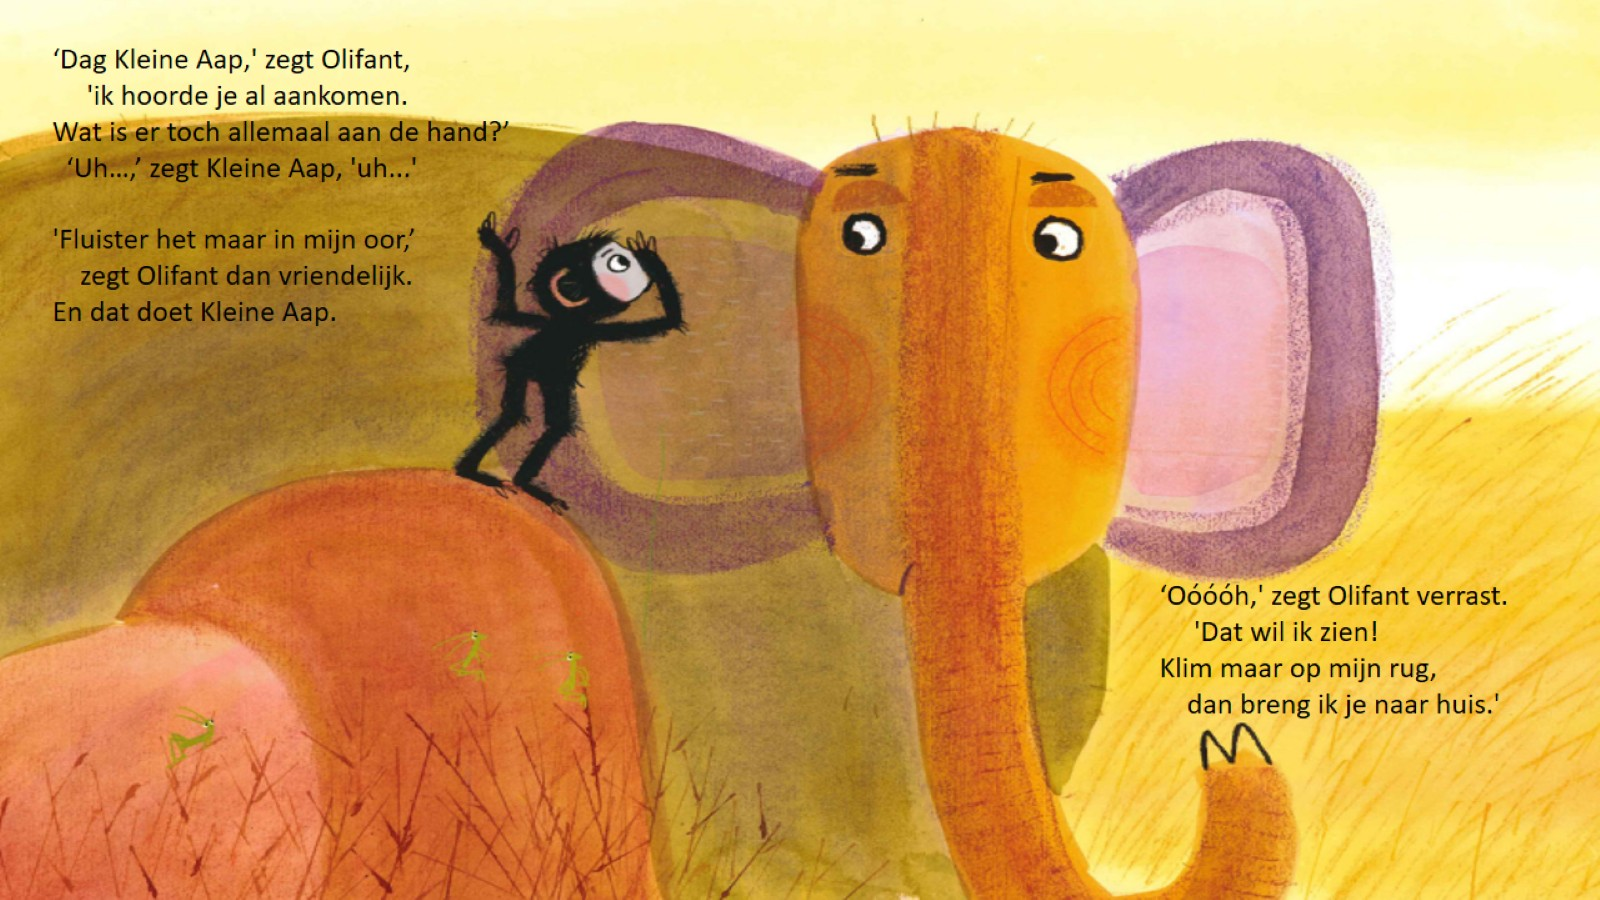 ‘Dag Kleine Aap,' zegt Olifant,
'ik hoorde je al aankomen.
Wat is er toch allemaal aan de hand?’
‘Uh...,’ zegt Kleine Aap, 'uh...'
'Fluister het maar in mijn oor,’
zegt Olifant dan vriendelijk.
En dat doet Kleine Aap.
‘Oóóóh,' zegt Olifant verrast.
'Dat wil ik zien!
Klim maar op mijn rug,
dan breng ik je naar huis.'